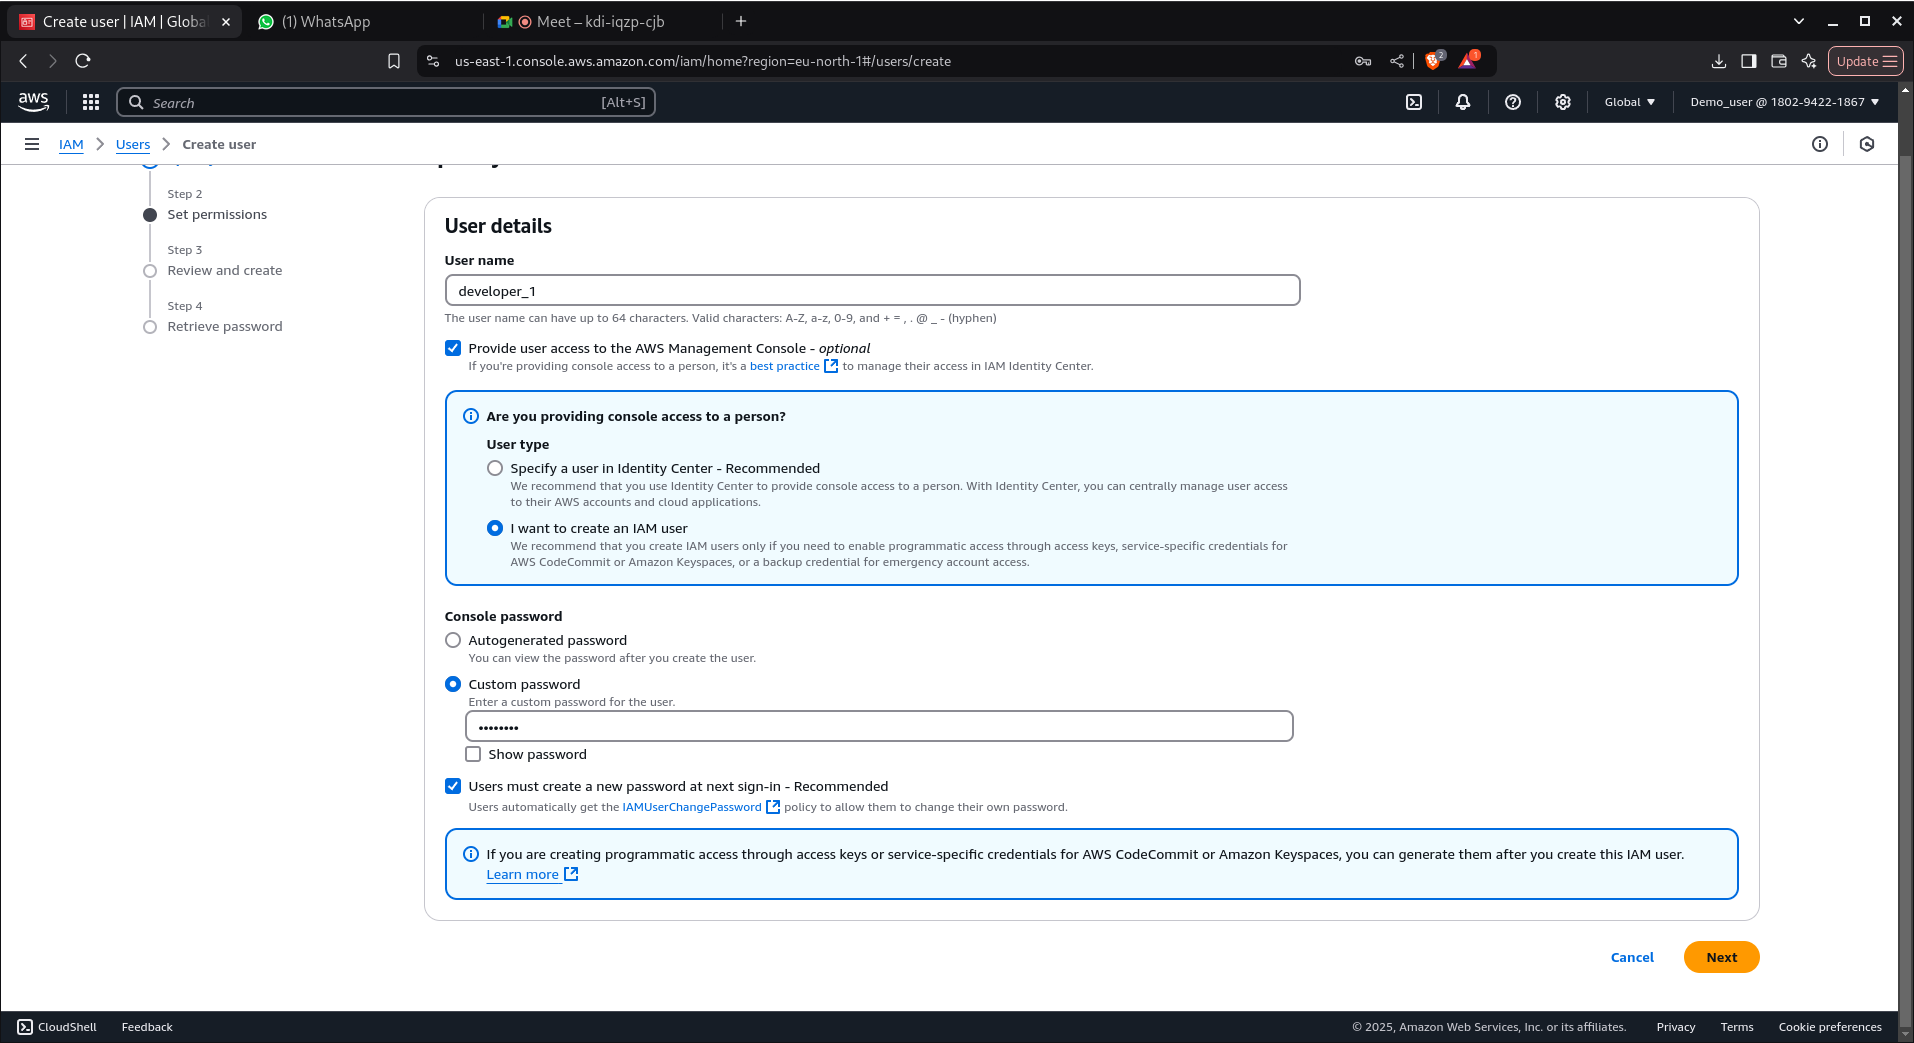 Create user | IAM | Globa
(1) WhatsApp
Meet – kdi-iqzp-cjb
us-east-1.console.aws.amazon.com/iam/home?region=eu-north-1#/users/create
2
1
Update
aws
Search
[Alt+S]
Global
Demo_user @ 1802-9422-1867
IAM
Users
Create user
Step 2
Set permissions
Step 3
Review and create
Step 4
Retrieve password
User details
User name
developer_1
The user name can have up to 64 characters. Valid characters: A-Z, a-z, 0-9, and + = , . @ _ - (hyphen)
Provide user access to the AWS Management Console - optional
If you're providing console access to a person, it's a best practice to manage their access in IAM Identity Center.
Are you providing console access to a person?
User type
Specify a user in Identity Center - Recommended
We recommend that you use Identity Center to provide console access to a person. With Identity Center, you can centrally manage user access
to their AWS accounts and cloud applications.
I want to create an IAM user
We recommend that you create IAM users only if you need to enable programmatic access through access keys, service-specific credentials for
AWS CodeCommit or Amazon Keyspaces, or a backup credential for emergency account access.
Console password
Autogenerated password
You can view the password after you create the user.
Custom password
Enter a custom password for the user.
••••••••
Show password
Users must create a new password at next sign-in - Recommended
Users automatically get the IAMUserChangePassword policy to allow them to change their own password.
If you are creating programmatic access through access keys or service-specific credentials for AWS CodeCommit or Amazon Keyspaces, you can generate them after you create this IAM user.
Learn more
Cancel
Next
CloudShell
Feedback
© 2025, Amazon Web Services, Inc. or its affiliates.
Privacy
Terms
Cookie preferences